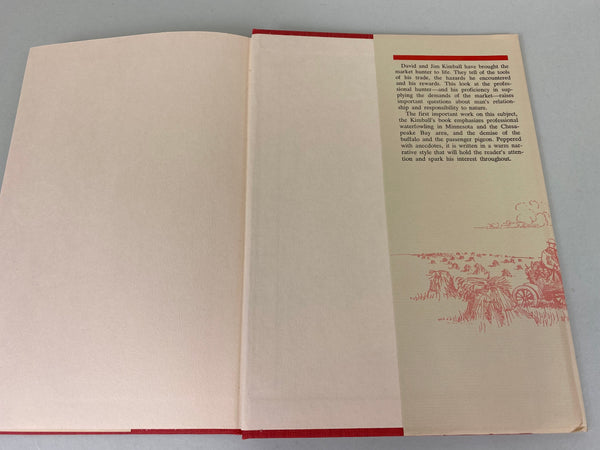 David and Jim Kimball have brought the
market hunter to life. They tell of the tools
of his trade, the hazards he encountered
and his rewards. This look at the profes-
sional hunter—and his proficiency in sup-
plying the demands of the market—raises
important questions about man's relation-
ship and responsibility to nature.
The first important work on this subject,
the Kimball's book emphasizes professional
waterfowling in Minnesota and the Chesa-
peake Bay area, and the demise of the
buffalo and the passenger pigeon. Peppered
with anecdotes, it is written in a warm nar-
rative style that will hold the reader's atten-
tion and spark his interest throughout.